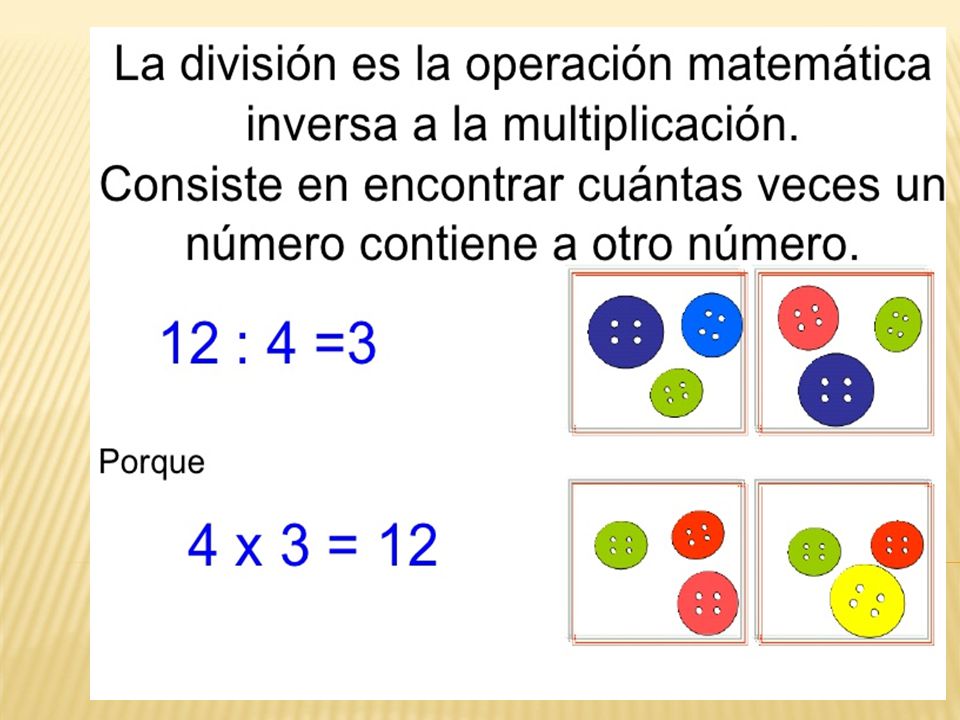 La división es la operación matemática
inversa a la multiplicación.
Consiste en encontrar cuántas veces un
número contiene a otro número.
12 : 4 =3
Porque
4 x 3 = 12